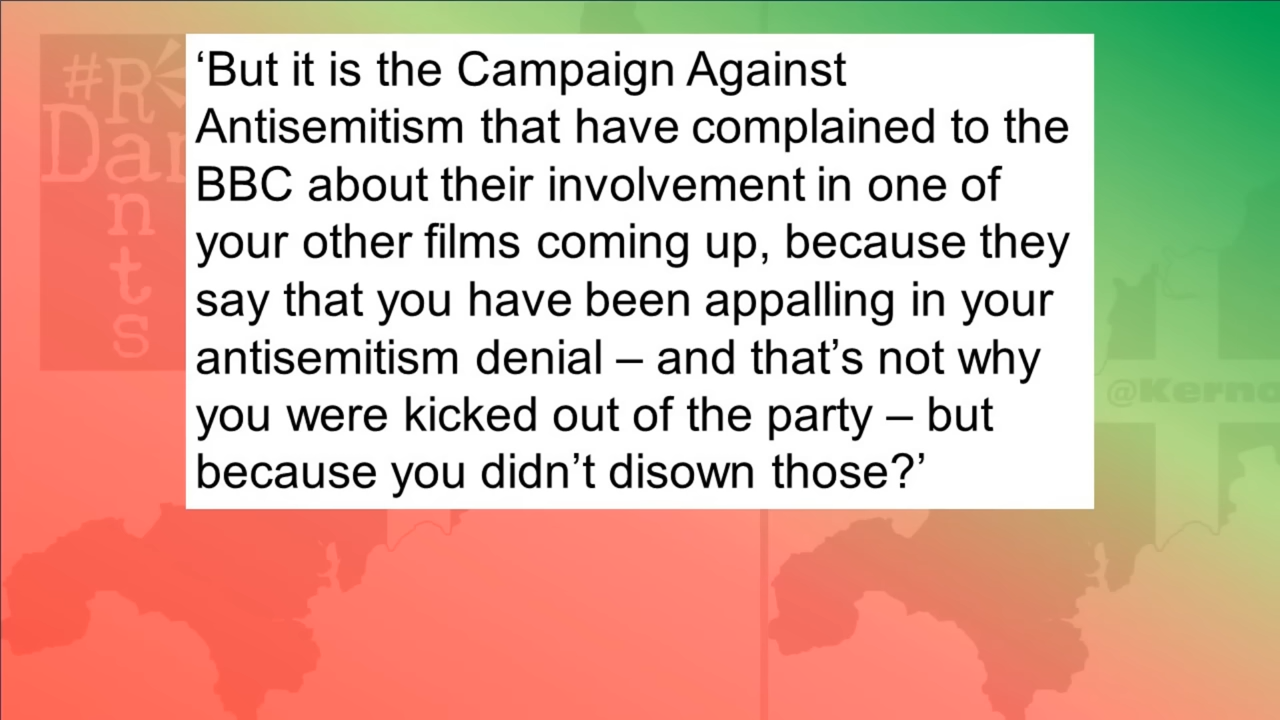 #R
Dan
n
t
s
‘But it is the Campaign Against
Antisemitism that have complained to the
BBC about their involvement in one of
your other films coming up, because they
say that you have been appalling in your
antisemitism denial – and that’s not why
you were kicked out of the party – but
because you didn’t disown those?’
@Kerno